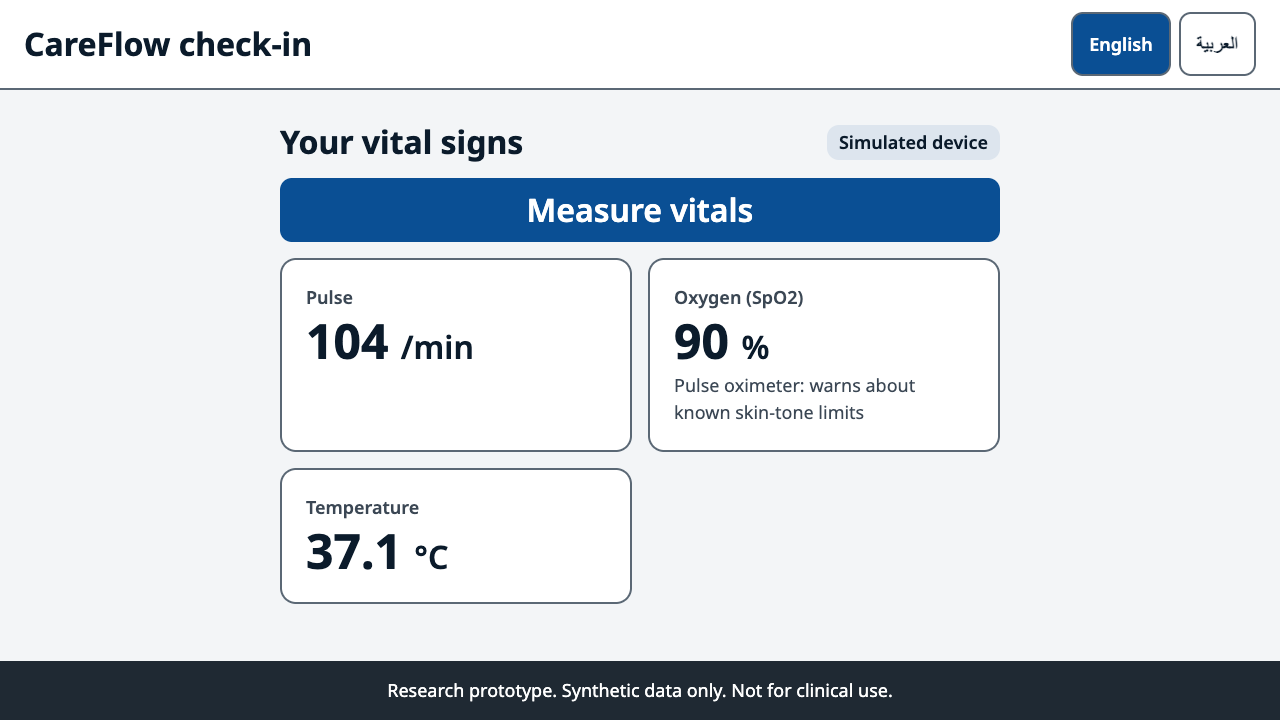 CareFlow check-in
English
العربية
Your vital signs
Simulated device
Measure vitals
Pulse
104 /min
Oxygen (SpO2)
90 %
Pulse oximeter: warns about
known skin-tone limits
Temperature
37.1 °C
Research prototype. Synthetic data only. Not for clinical use.